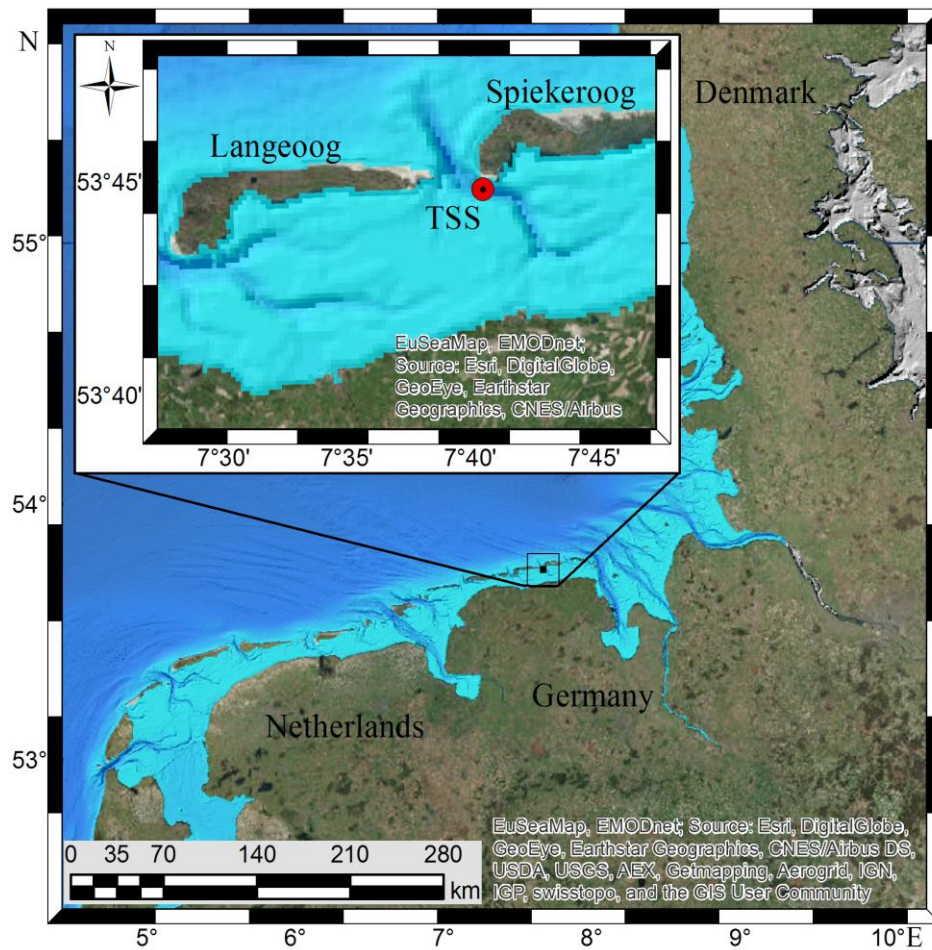 N
N
Denmark
Spiekeroog
Langeoog
53°45'
TSS
55°
EuSeaMap, EMODnet;
Source: Esri, DigitalGlobe,
GeoEye, Earthstar
Geographics, CNES/Airbus
53°40'
7°30' 7°35' 7°40' 7°45'
54°
Germany
Netherlands
53°
EuSeaMap, EMODnet; Source: Esri, DigitalGlobe,
GeoEye, Earthstar Geographics, CNES/Airbus DS,
USDA, USGS, AEX, Getmapping, Aerogrid, IGN,
IGP, swisstopo, and the GIS User Community
0 35 70 140 210 280
km
5° 6° 7° 8° 9° 10°E